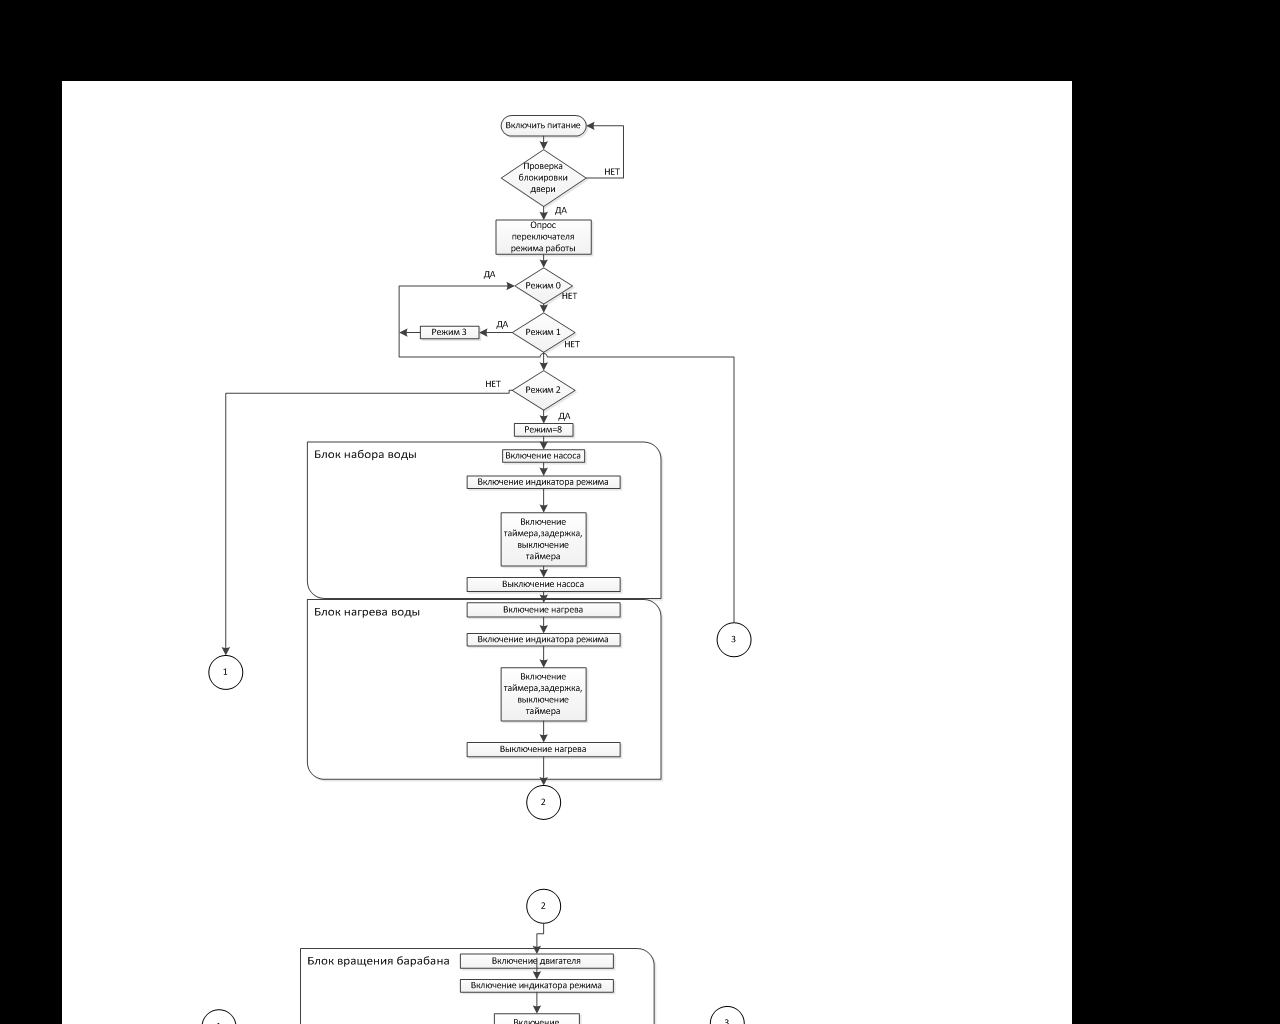 Включить питание
Проверка
блокировки
двери
НЕТ
ДА
Опрос
переключателя
режима работы
ДА
Режим 0
НЕТ
Режим 3
ДА
Режим 1
НЕТ
НЕТ
Режим 2
ДА
Режим=8
Блок набора воды
Включение насоса
Включение индикатора режима
Включение
таймера,задержка,
выключение
таймера
Выключение насоса
Блок нагрева воды
Включение нагрева
Включение индикатора режима
3
1
Включение
таймера,задержка,
выключение
таймера
Выключение нагрева
2
2
Блок вращения барабана
Включение двигателя
Включение индикатора режима
Включение
3